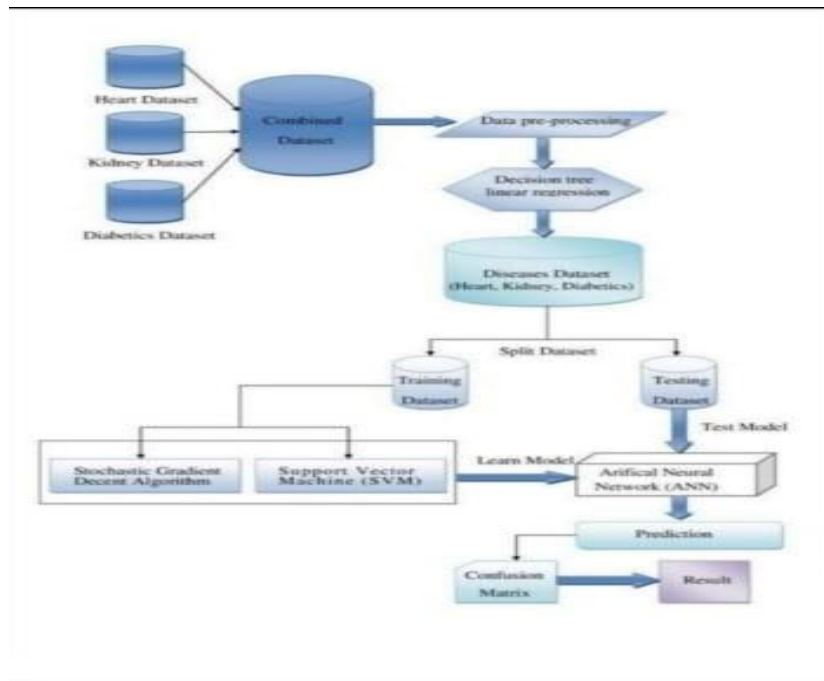 Heart Dataset
Combined
Dataset
Data pre-processing
Kidney Dataset
Decision tree
linear regression
Diabetics Dataset
Diseases Dataset
(Heart, Kidney, Diabetics)
Split Dataset
Training
Dataset
Testing
Dataset
Test Model
Stochastic Gradient
Decent Algorithm
Support Vector
Machine (SVM)
Learn Model
Arifical Neural
Network (ANN)
Prediction
Confusion
Matrix
Result